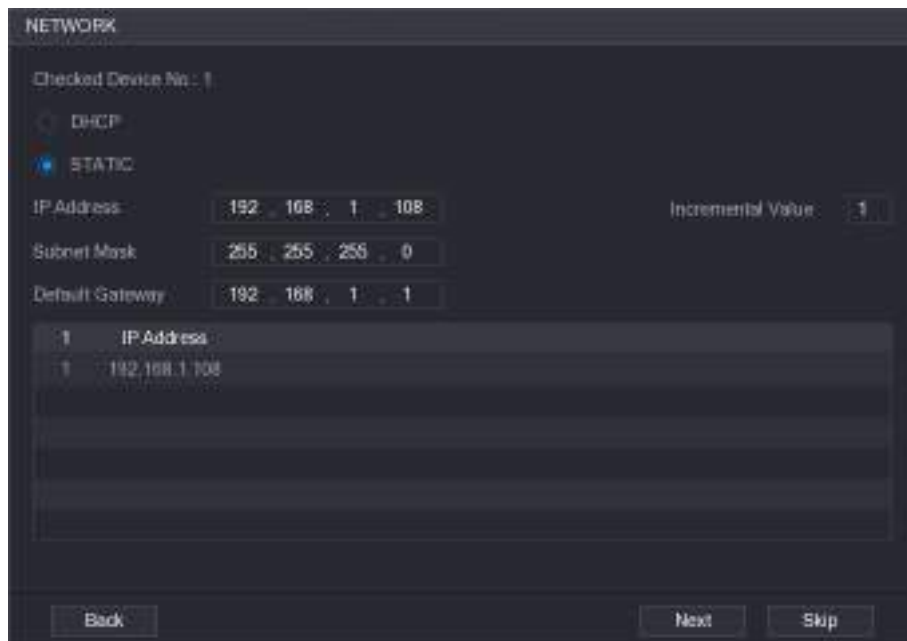 NETWORK
Checked Device No.: 1
DHCP
STATIC
IP Address 192 . 168 . 1 . 108 Incremental Value 1
Subnet Mask 255 . 255 . 255 . 0
Default Gateway 192 . 168 . 1 . 1
1 IP Address
1 192.168.1.108
Back Next Skip